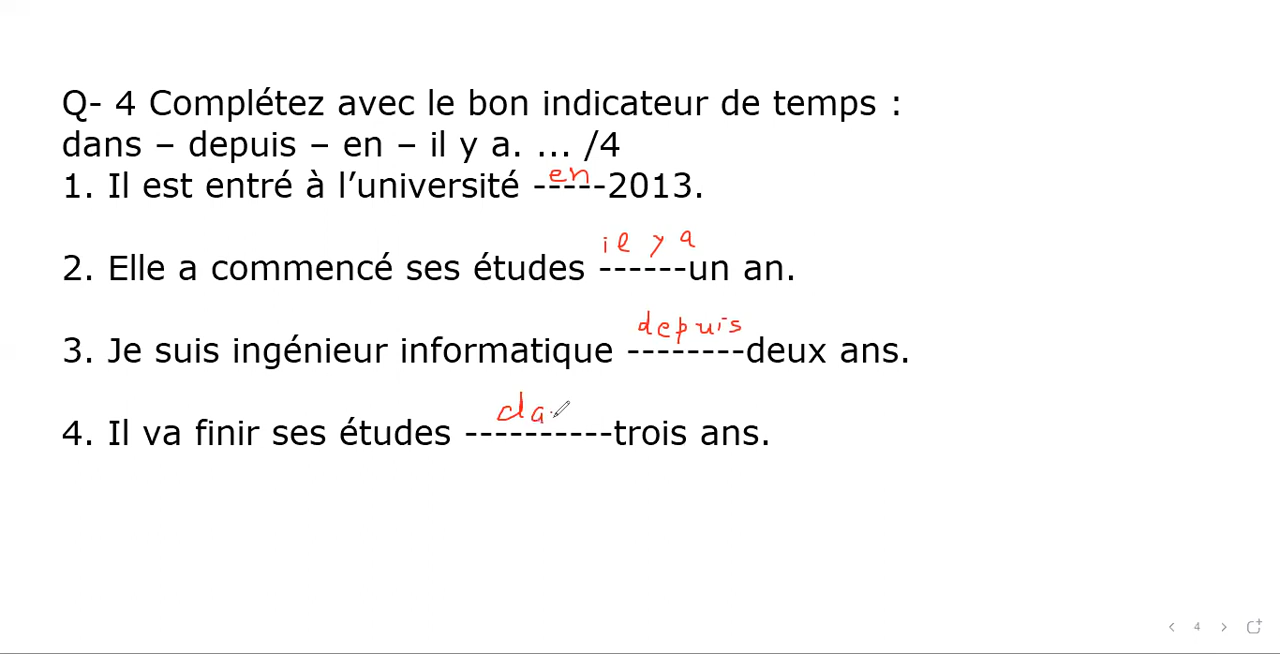 Q- 4 Complétez avec le bon indicateur de temps :
dans – depuis – en – il y a. ... /4
1. Il est entré à l’université -----2013.
en
2. Elle a commencé ses études ------un an.
il y a
3. Je suis ingénieur informatique --------deux ans.
depuis
4. Il va finir ses études ----------trois ans.
da
4